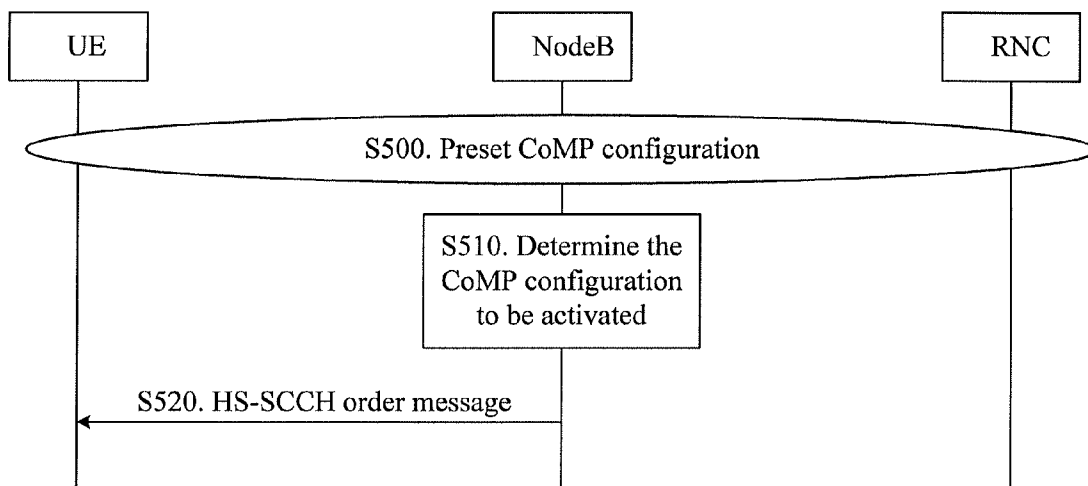 UE
NodeB
RNC
S500. Preset CoMP configuration
S510. Determine the
CoMP configuration
to be activated
S520. HS-SCCH order message